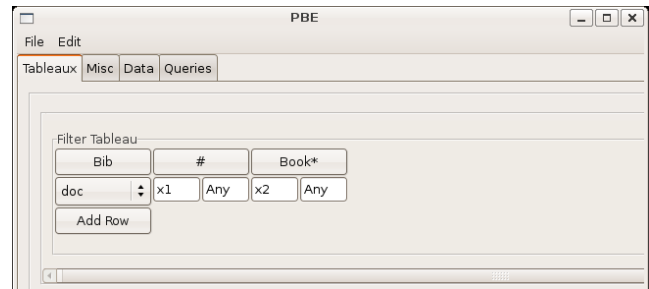 PBE
File Edit
Tableaux Misc Data Queries
Filter Tableau
Bib # Book*
doc x1 Any x2 Any
Add Row